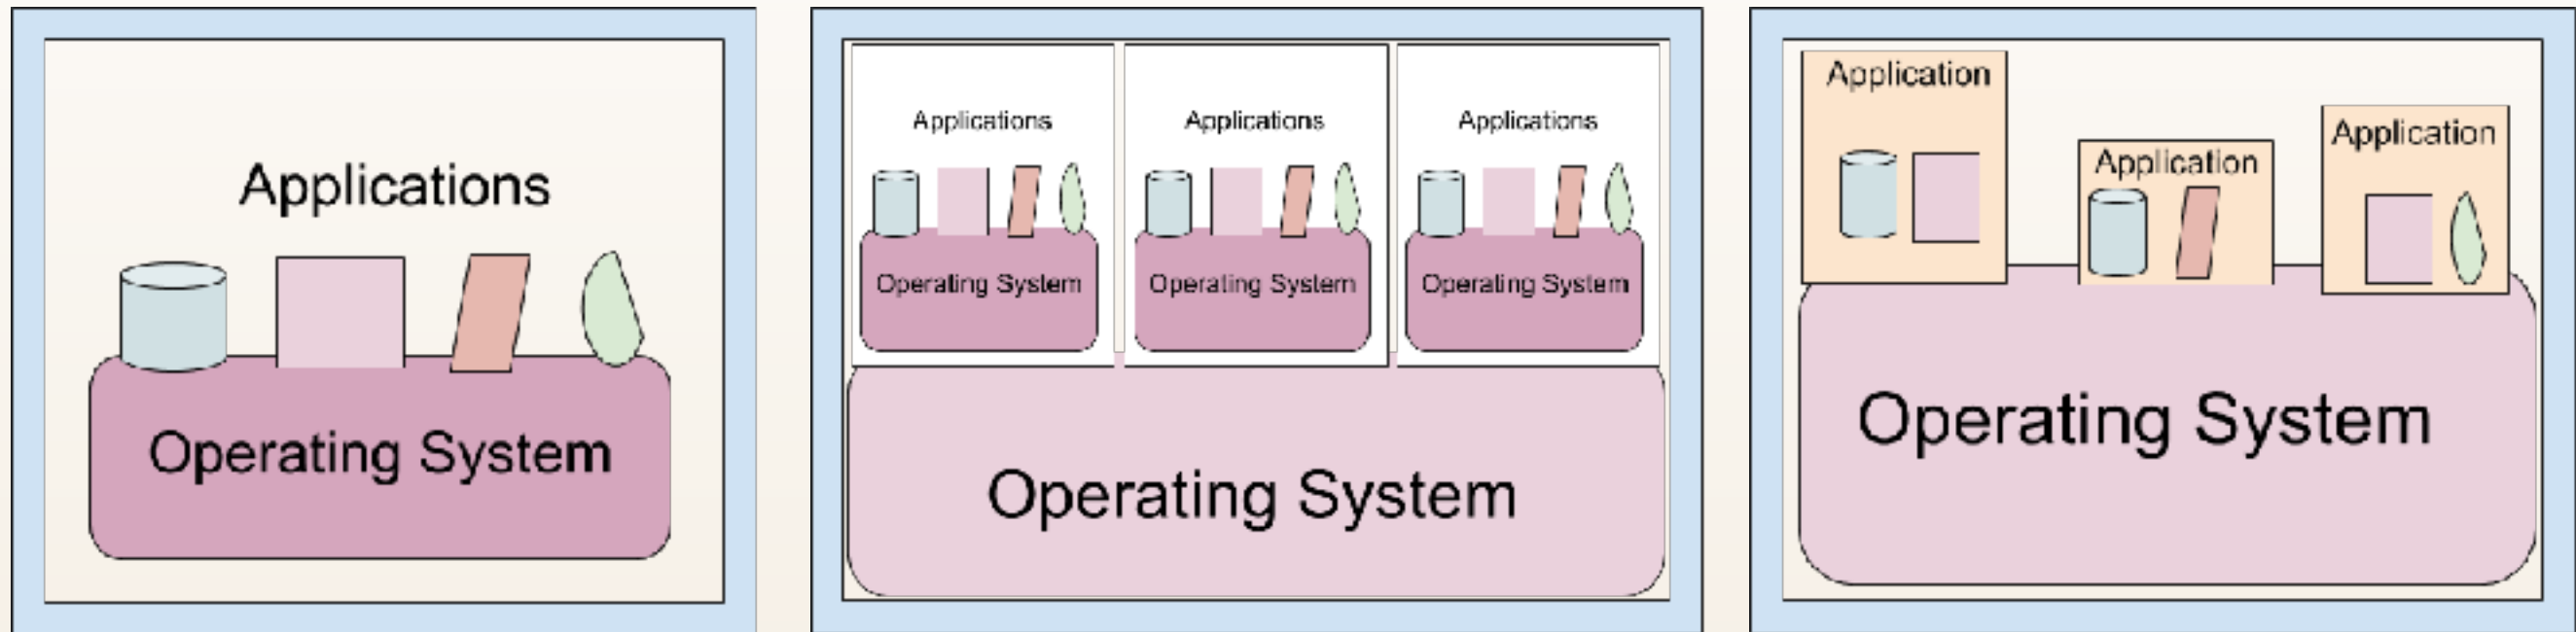 Applications
Operating System
Applications
Operating System
Applications
Operating System
Applications
Operating System
Operating System
Application
Application
Application
Operating System